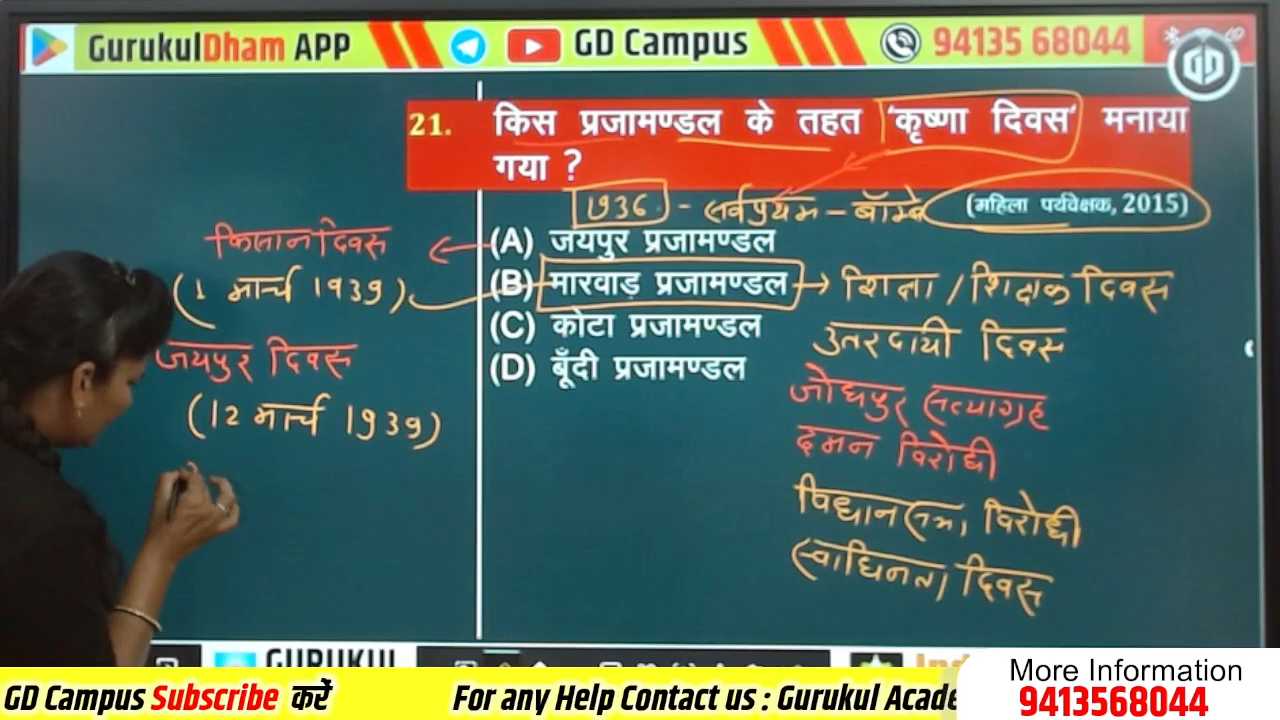 GurukulDham APP
GD Campus
94135 68044
21. किस प्रजामण्डल के तहत 'कृष्णा दिवस' मनाया
गया ?
1936 - सर्वप्रथम - बॉम्बे
(महिला पर्यवेक्षक, 2015)
(A) जयपुर प्रजामण्डल
(B) मारवाड़ प्रजामण्डल
(C) कोटा प्रजामण्डल
(D) बूँदी प्रजामण्डल
किसान दिवस
(1 मार्च 1939)
जयपुर दिवस
(12 मार्च 1939)
शिक्षा / शिक्षक दिवस
उतरदायी दिवस
जोधपुर सत्याग्रह
दमन विरोधी
विधानसभा विरोधी
स्वाधिनता दिवस
GURUKUL
GD Campus Subscribe करें
For any Help Contact us : Gurukul Acade
More Information
9413568044